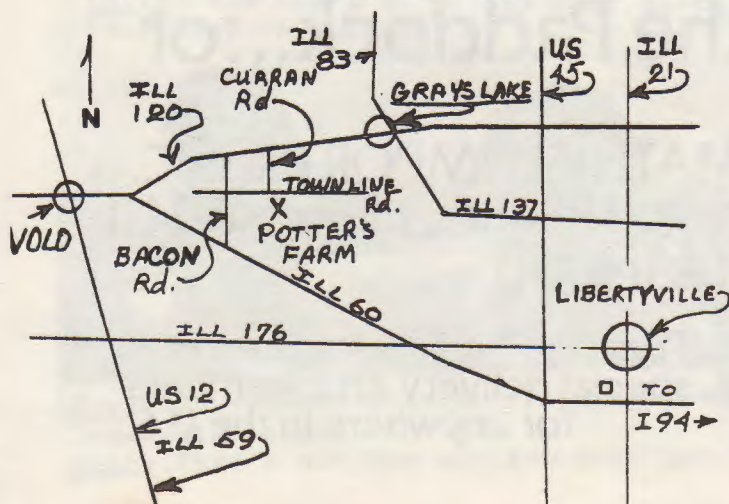 ILL
83
US
45
ILL
21
CURRAN
Rd
ILL
120
GRAYSLAKE
N
TOWNLINE
Rd.
X
POTTER'S
FARM
VOLO
BACON
Rd.
ILL 137
ILL 60
LIBERTYVILLE
ILL 176
US 12
ILL 59
TO
I94